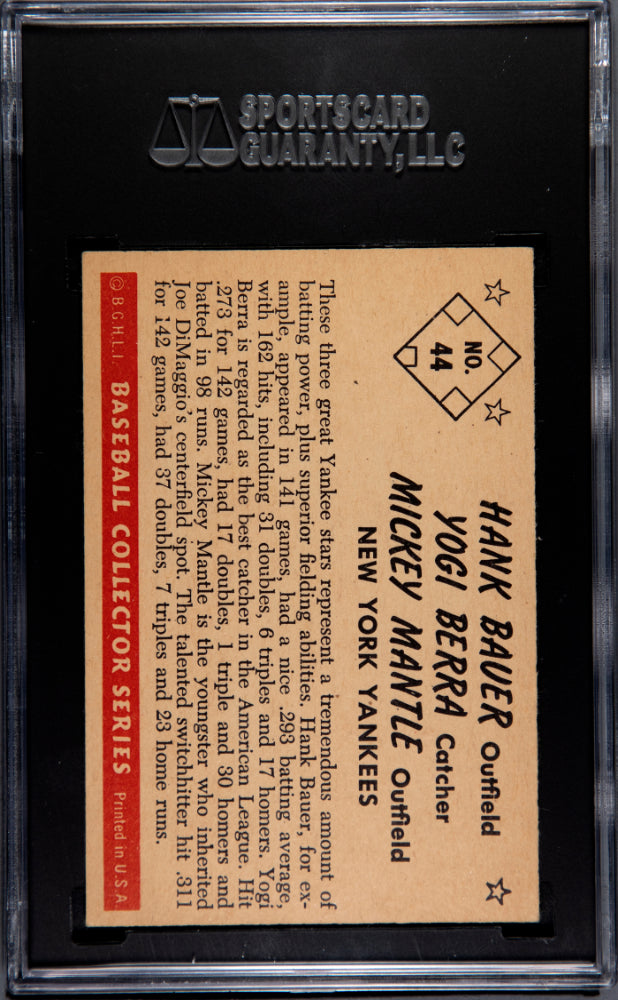 SPORTSCARD
GUARANTY, LLC
NO.
44
HANK BAUER Outfield
YOGI BERRA Catcher
MICKEY MANTLE Outfield
NEW YORK YANKEES
These three great Yankee stars represent a tremendous amount of
batting power, plus superior fielding abilities. Hank Bauer, for ex-
ample, appeared in 141 games, had a nice .293 batting average,
with 162 hits, including 31 doubles, 6 triples and 17 homers. Yogi
Berra is regarded as the best catcher in the American League. Hit
.273 for 142 games, had 17 doubles, 1 triple and 30 homers and
batted in 98 runs. Mickey Mantle is the youngster who inherited
Joe DiMaggio's centerfield spot. The talented switchhitter hit .311
for 142 games, had 37 doubles, 7 triples and 23 home runs.
© B.G.H.L.I. BASEBALL COLLECTOR SERIES Printed in U.S.A